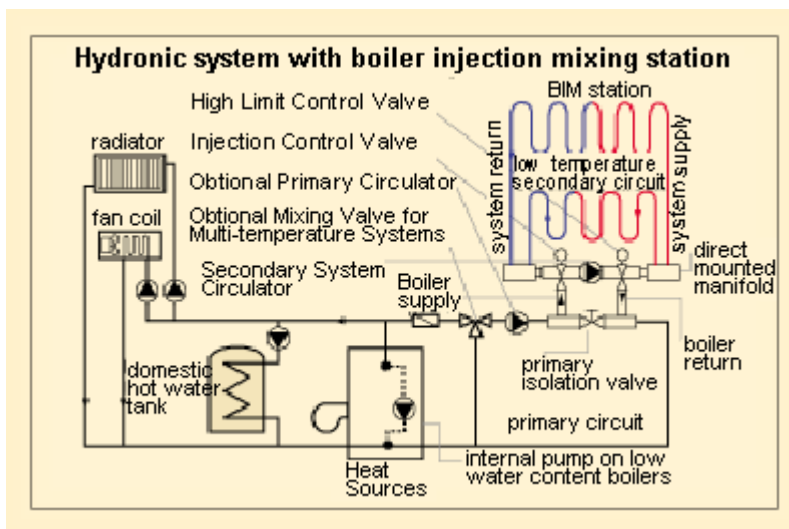 Hydronic system with boiler injection mixing station
High Limit Control Valve
BIM station
radiator
Injection Control Valve
system return
low temperature
secondary circuit
system supply
Obtional Primary Circulator
fan coil
Obtional Mixing Valve for
Multi-temperature Systems
direct
mounted
manifold
Secondary System
Circulator
Boiler
supply
boiler
return
domestic
hot water
tank
primary
isolation valve
primary circuit
Heat
Sources
internal pump on low
water content boilers